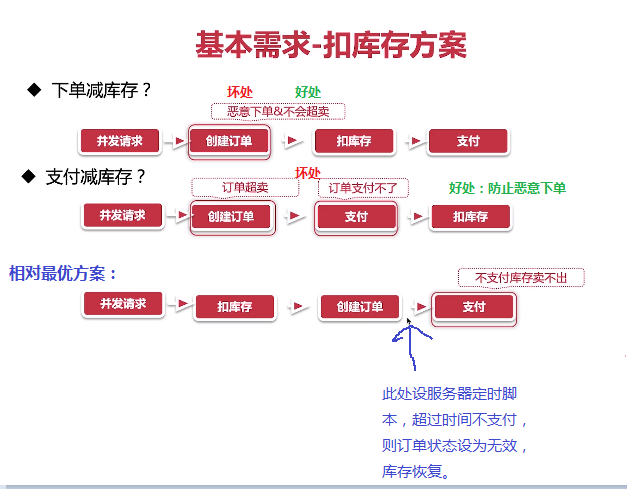 基本需求-扣库存方案
◆ 下单减库存？
坏处 好处
恶意下单&不会超卖
并发请求 创建订单 扣库存 支付
◆ 支付减库存？
坏处
订单超卖 订单支付不了 好处：防止恶意下单
并发请求 创建订单 支付 扣库存
相对最优方案：
不支付库存卖不出
并发请求 扣库存 创建订单 支付
此处设服务器定时脚
本，超过时间不支付，
则订单状态设为无效，
库存恢复。